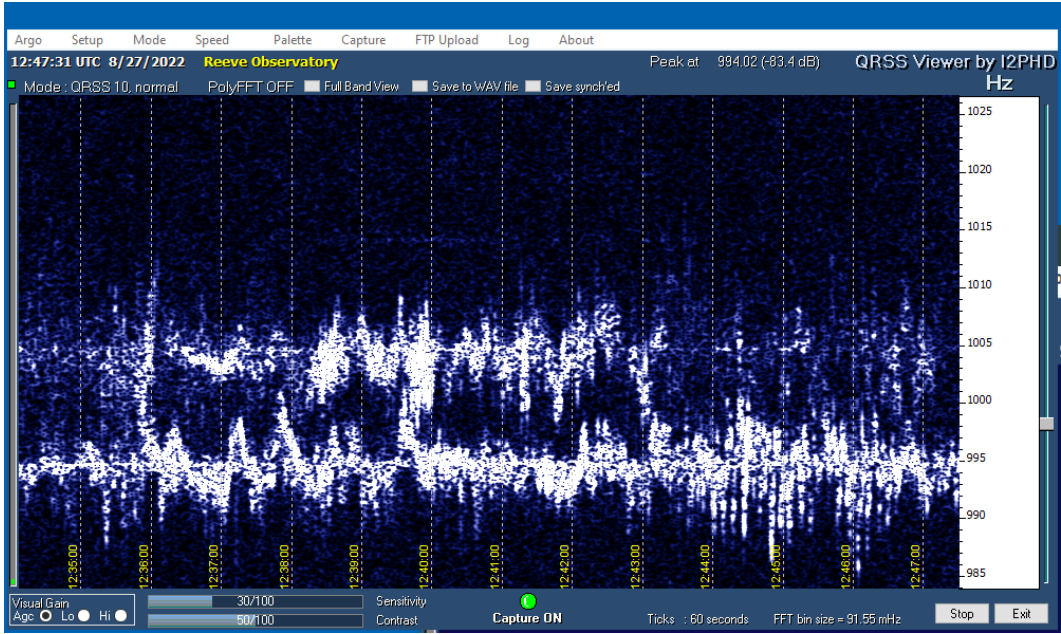 Argo Setup Mode Speed Palette Capture FTP Upload Log About
12:47:31 UTC 8/27/2022 Reeve Observatory Peak at 994.02 (-83.4 dB) QRSS Viewer by I2PHD
Mode : QRSS 10, normal PolyFFT OFF Full Band View Save to WAV file Save synch'ed Hz
1025
1020
1015
1010
1005
1000
995
990
985
12:35:00 12:36:00 12:37:00 12:38:00 12:39:00 12:40:00 12:41:00 12:42:00 12:43:00 12:44:00 12:45:00 12:46:00 12:47:00
Visual Gain 30/100 Sensitivity
Agc Lo Hi 50/100 Contrast Capture ON Ticks : 60 seconds FFT bin size = 91.55 mHz Stop Exit